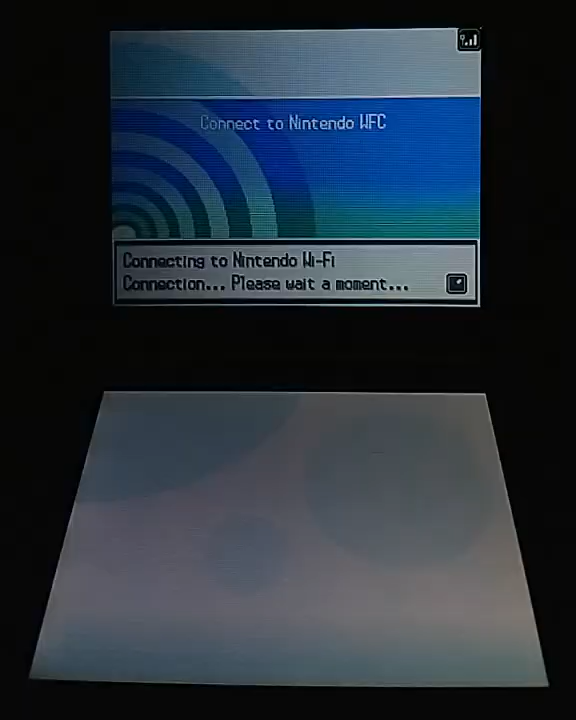 Connect to Nintendo WFC
Connecting to Nintendo Wi-Fi
Connection... Please wait a moment...